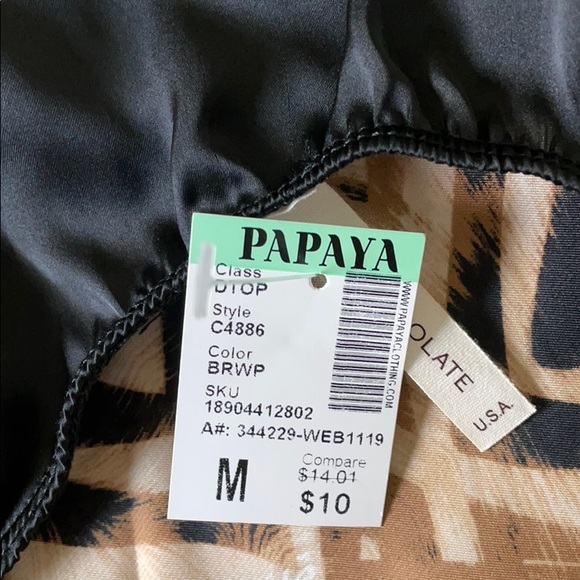 PAPAYA
Class
DTOP
Style
C4886
Color
BRWP
SKU
18904412802
A#: 344229-WEB1119
M
Compare
$14.01
$10
WWW.PAPAYACLOTHING.COM
OLATE
U.S.A.